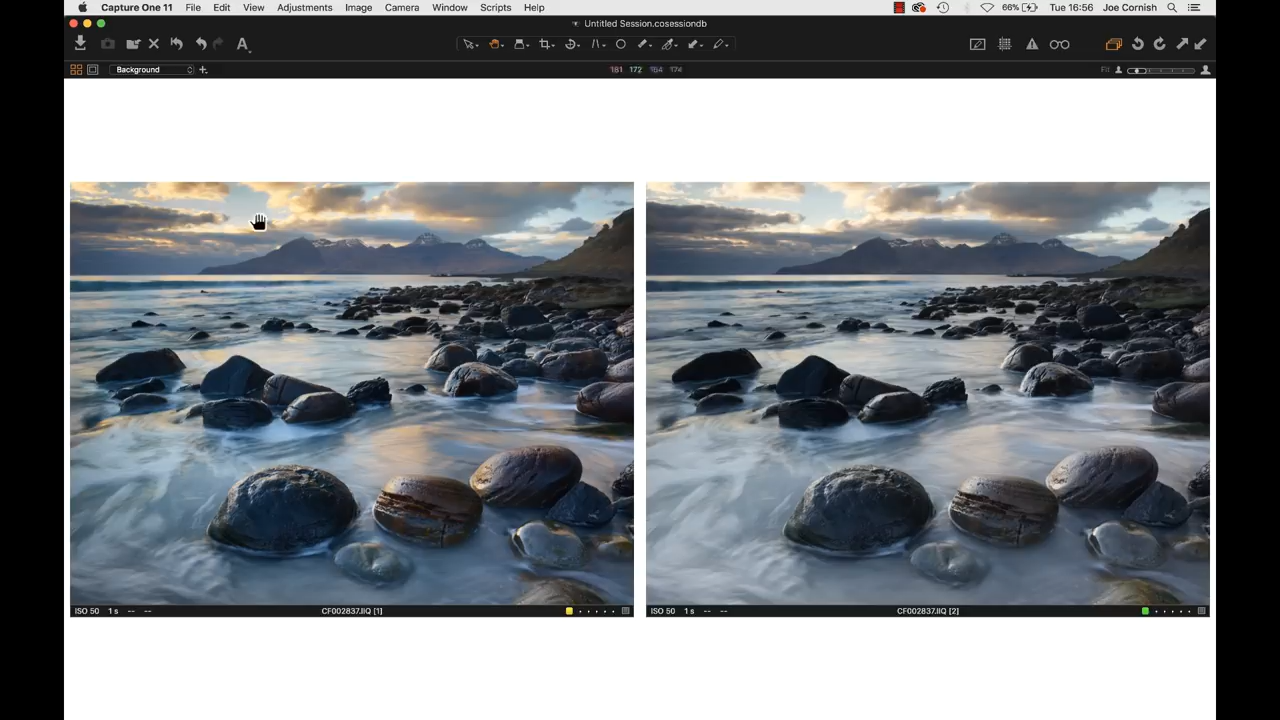 Capture One 11 File Edit View Adjustments Image Camera Window Scripts Help 66% Tue 16:56 Joe Cornish
Untitled Session.cosessiondb
A
Background 181 172 164 174 Fit
ISO 50 1 s -- -- CF002837.IIQ [1]
ISO 50 1 s -- -- CF002837.IIQ [2]